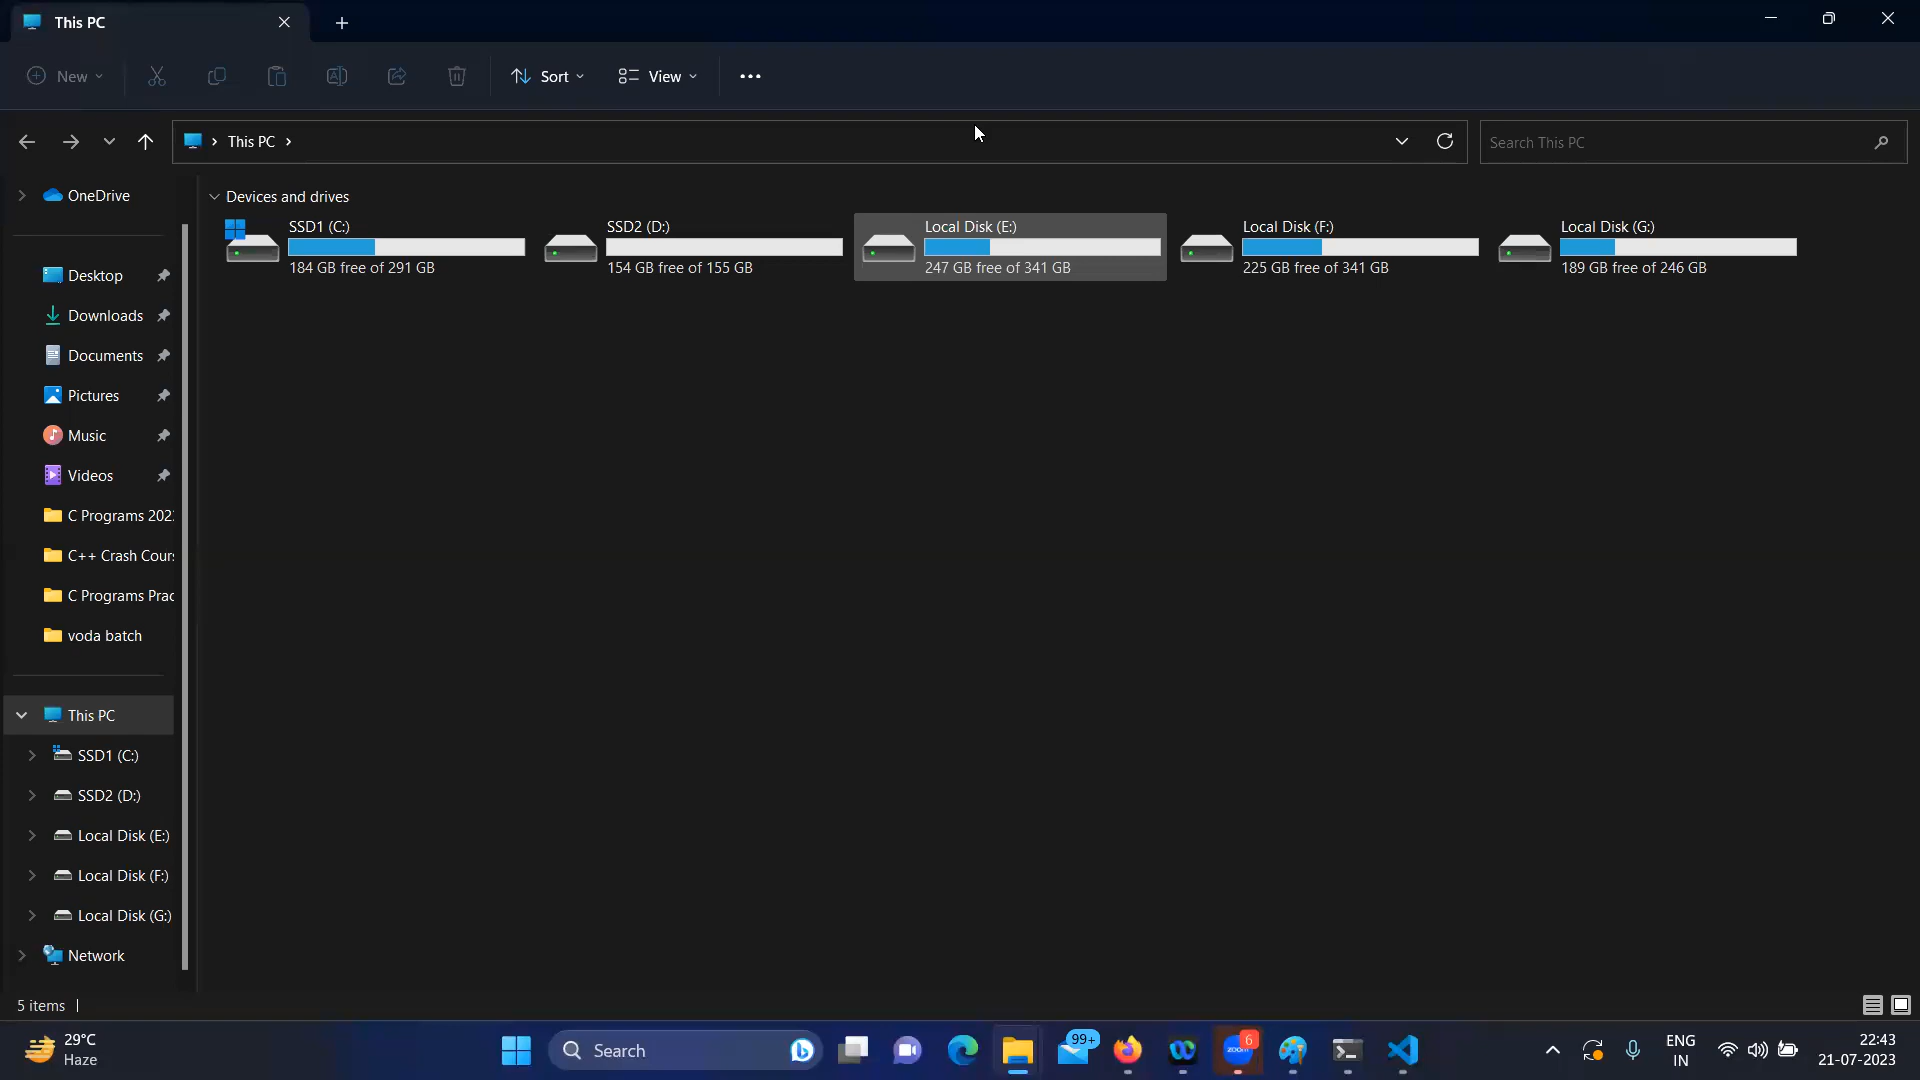 This PC
New
Sort
View
This PC
Search This PC
OneDrive
Desktop
Downloads
Documents
Pictures
Music
Videos
C Programs 202
C++ Crash Cour
C Programs Prac
voda batch
This PC
SSD1 (C:)
SSD2 (D:)
Local Disk (E:)
Local Disk (F:)
Local Disk (G:)
Network
Devices and drives
SSD1 (C:)
184 GB free of 291 GB
SSD2 (D:)
154 GB free of 155 GB
Local Disk (E:)
247 GB free of 341 GB
Local Disk (F:)
225 GB free of 341 GB
Local Disk (G:)
189 GB free of 246 GB
5 items
29°C
Haze
Search
99+
zoom
6
ENG
IN
22:43
21-07-2023